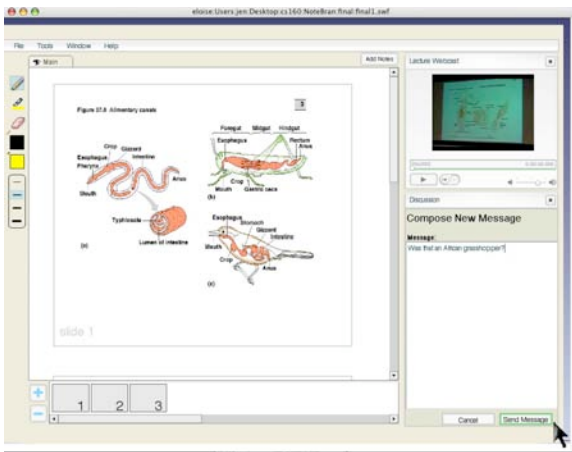 eloise:Users:jen:Desktop:cs160:NoteBran:final:final1.swf
File Tools Window Help
Main
Add Notes
Lecture Webcast
3
Figure 37.6 Alimentary canals
Crop
Gizzard
Intestine
Esophagus
Pharynx
Anus
Mouth
Typhlosole
Lumen of intestine
(a)
Foregut Midgut Hindgut
Esophagus
Rectum
Anus
Crop
Mouth
Gastric ceca
(b)
Esophagus
Stomach
Gizzard
Intestine
Mouth
Crop
Anus
(c)
slide 1
1 2 3
Discussion
Compose New Message
Message:
Was that an African grasshopper?
Cancel
Send Message